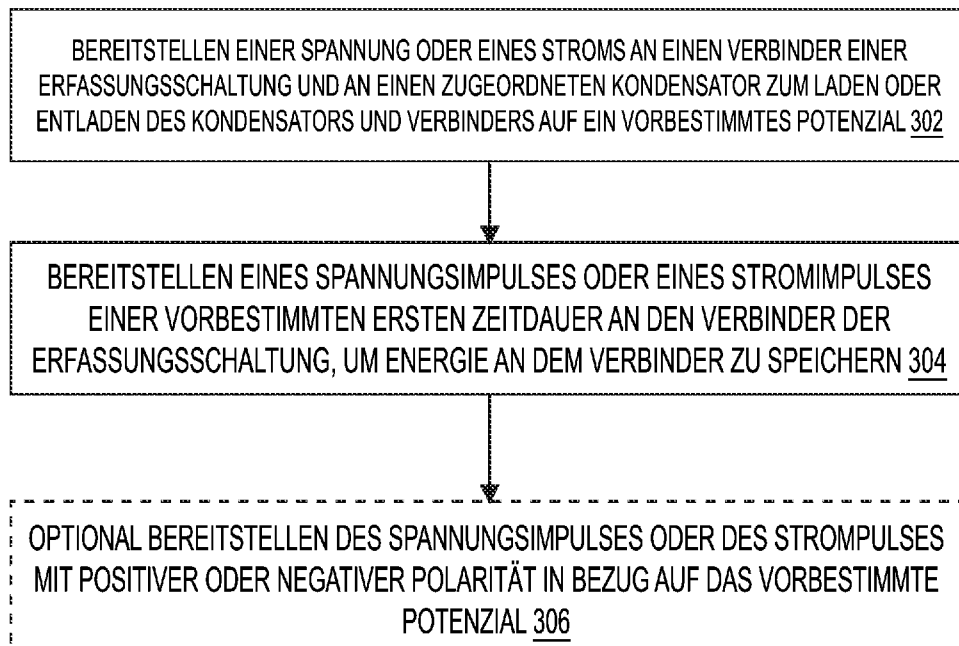 BEREITSTELLEN EINER SPANNUNG ODER EINES STROMS AN EINEN VERBINDER EINER
ERFASSUNGSSCHALTUNG UND AN EINEN ZUGEORDNETEN KONDENSATOR ZUM LADEN ODER
ENTLADEN DES KONDENSATORS UND VERBINDERS AUF EIN VORBESTIMMTES POTENZIAL 302
BEREITSTELLEN EINES SPANNUNGSIMPULSES ODER EINES STROMIMPULSES
EINER VORBESTIMMTEN ERSTEN ZEITDAUER AN DEN VERBINDER DER
ERFASSUNGSSCHALTUNG, UM ENERGIE AN DEM VERBINDER ZU SPEICHERN 304
OPTIONAL BEREITSTELLEN DES SPANNUNGSIMPULSES ODER DES STROMPULSES
MIT POSITIVER ODER NEGATIVER POLARITÄT IN BEZUG AUF DAS VORBESTIMMTE
POTENZIAL 306